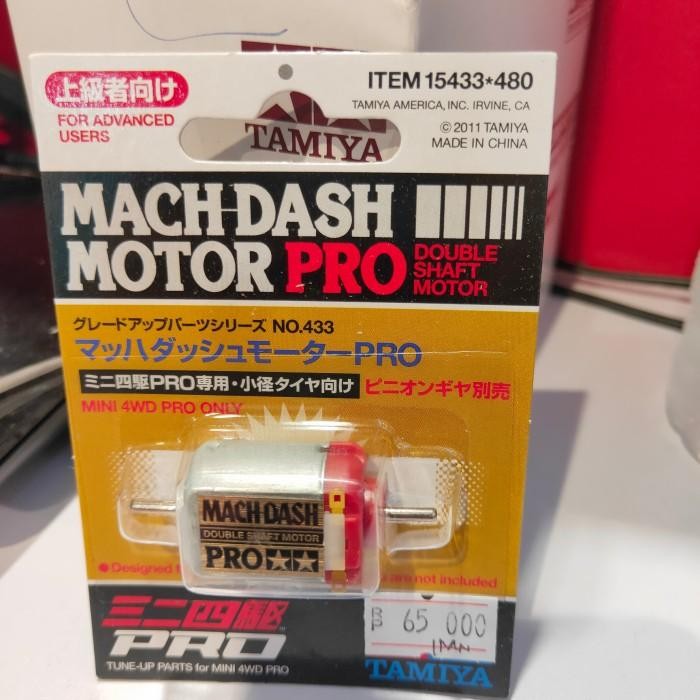 上級者向け
FOR ADVANCED
USERS
TAMIYA
ITEM 15433*480
TAMIYA AMERICA, INC. IRVINE, CA
© 2011 TAMIYA
MADE IN CHINA
MACH-DASH
MOTOR PRO
DOUBLE
SHAFT
MOTOR
グレードアップパーツシリーズ NO.433
マッハダッシュモーターPRO
ミニ四駆PRO専用・小径タイヤ向け ピニオンギヤ別売
MINI 4WD PRO ONLY
MACH-DASH
DOUBLE SHAFT MOTOR
PRO
Designed
are not included
ミニ四駆
PRO
TUNE-UP PARTS for MINI 4WD PRO
65 000
TAMIYA